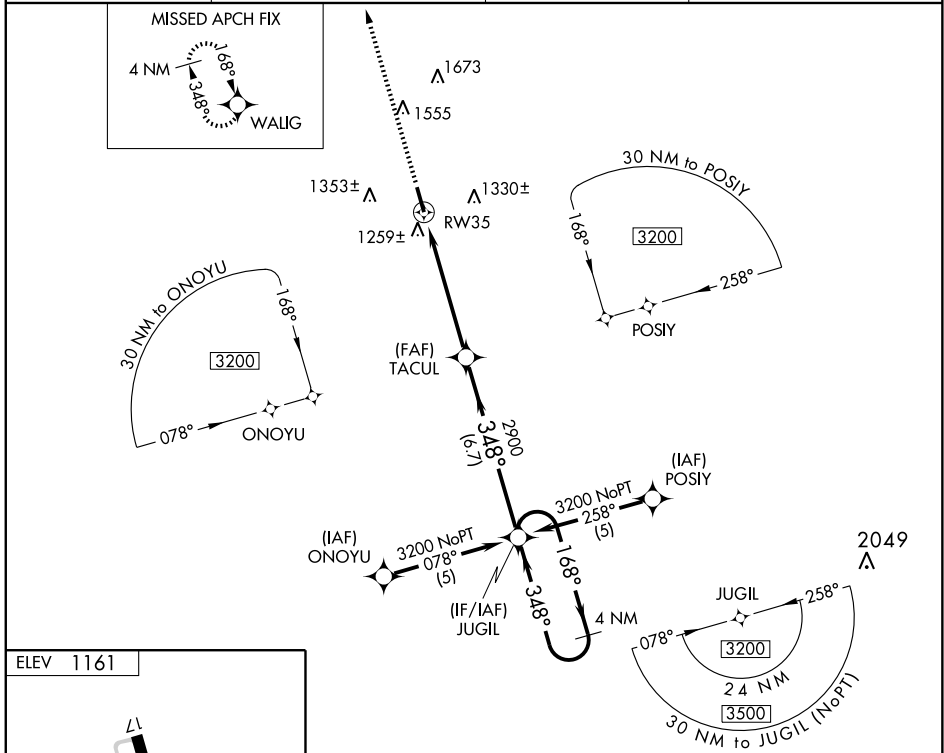 MISSED APCH FIX
4 NM
168°
348°
WALIG
1673
1555
1353±
1330±
RW35
1259±
30 NM to POSIY
168°
3200
258°
POSIY
30 NM to ONOYU
168°
3200
078°
ONOYU
(FAF)
TACUL
2900
348°
(6.7)
(IAF)
POSIY
3200 NoPT
258°
(5)
(IAF)
ONOYU
3200 NoPT
078°
(5)
(IF/IAF)
JUGIL
168°
348°
4 NM
2049
JUGIL
258°
078°
3200
24 NM
3500
30 NM to JUGIL (NoPT)
ELEV 1161
17